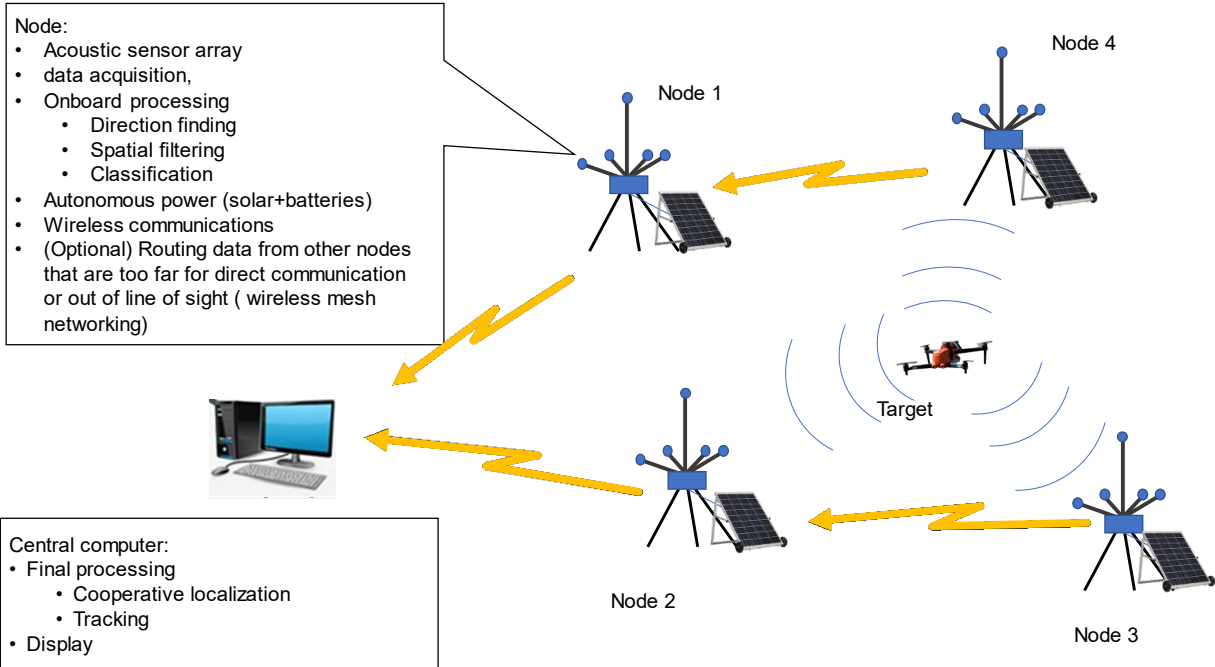 Node:
• Acoustic sensor array
• data acquisition,
• Onboard processing
• Direction finding
• Spatial filtering
• Classification
• Autonomous power (solar+batteries)
• Wireless communications
• (Optional) Routing data from other nodes
that are too far for direct communication
or out of line of sight ( wireless mesh
networking)
Node 1
Node 4
Target
Node 2
Node 3
Central computer:
• Final processing
• Cooperative localization
• Tracking
• Display